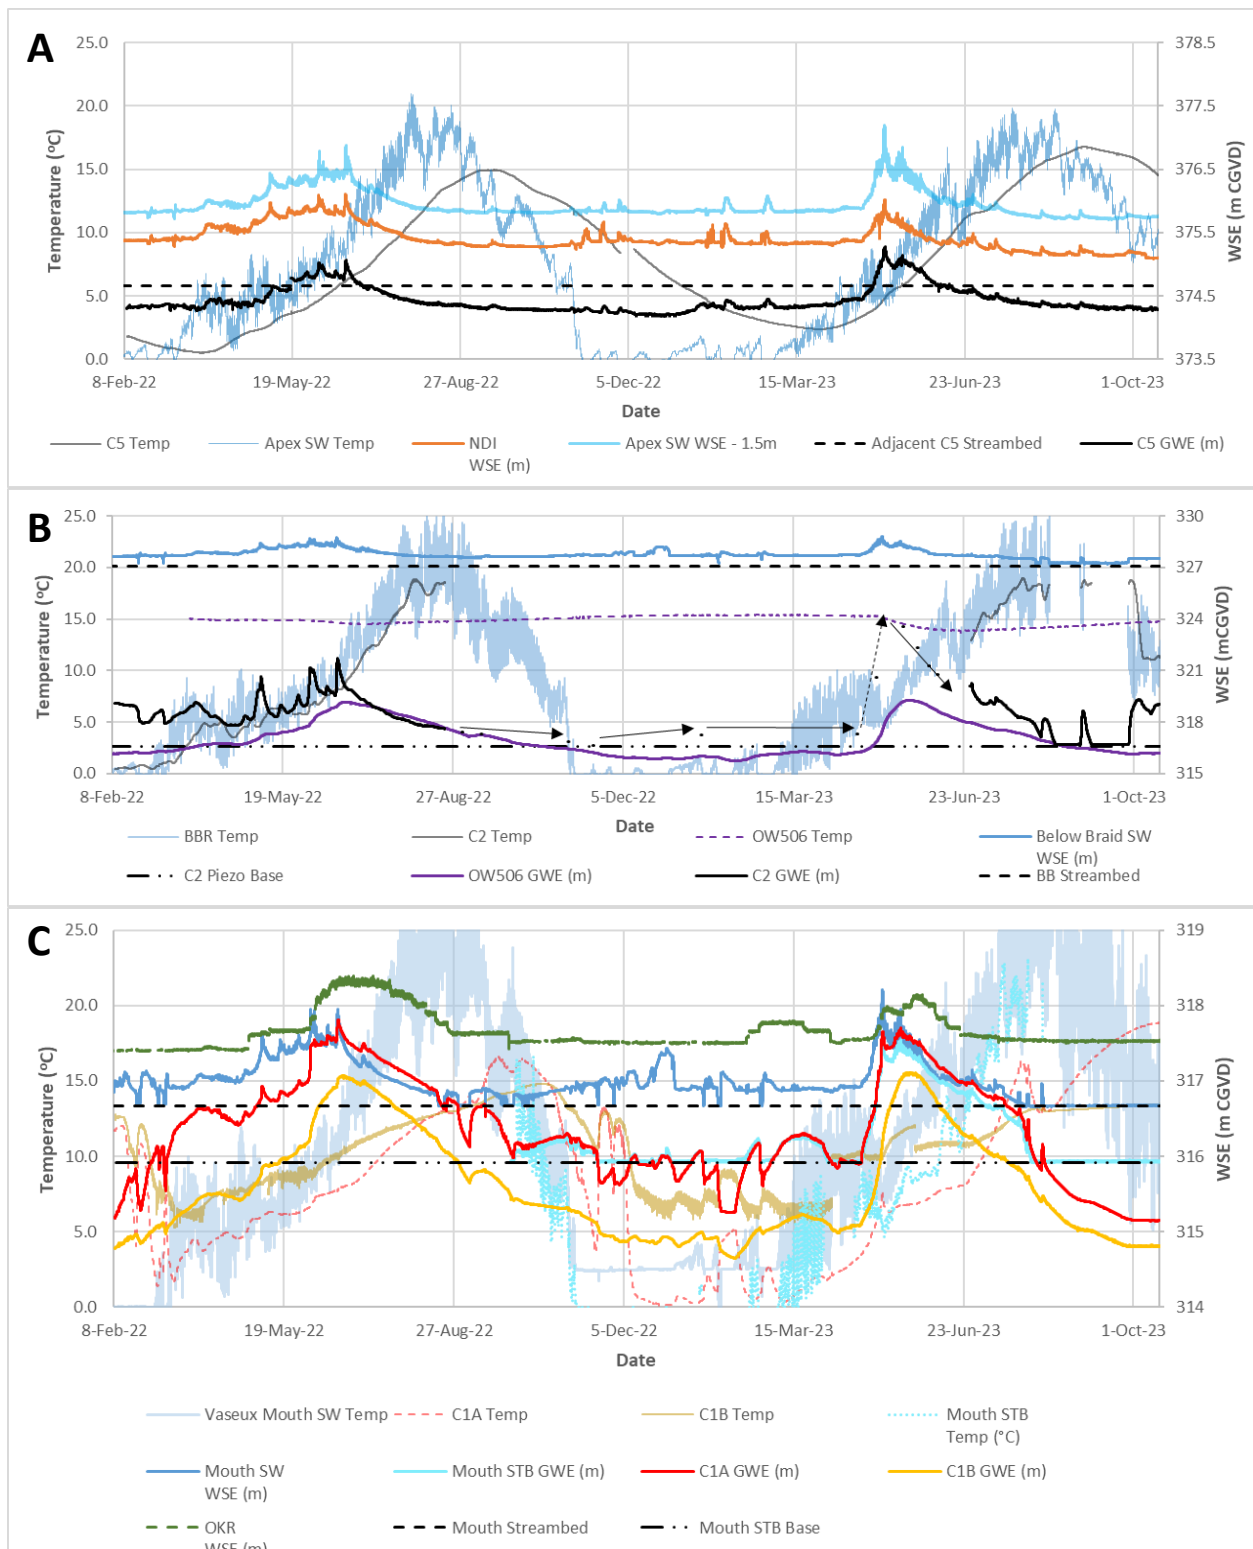 A
25.0
20.0
15.0
10.0
5.0
0.0
Temperature (°C)
378.5
377.5
376.5
375.5
374.5
373.5
WSE (m CGVD)
8-Feb-22 19-May-22 27-Aug-22 5-Dec-22 15-Mar-23 23-Jun-23 1-Oct-23
Date
C5 Temp Apex SW Temp NDI Apex SW WSE - 1.5m Adjacent C5 Streambed C5 GWE (m)
WSE (m)
B
25.0
20.0
15.0
10.0
5.0
0.0
Temperature (°C)
330
327
324
321
318
315
WSE (mCGVD)
8-Feb-22 19-May-22 27-Aug-22 5-Dec-22 15-Mar-23 23-Jun-23 1-Oct-23
Date
BBR Temp C2 Temp OW506 Temp Below Braid SW
WSE (m)
C2 Piezo Base OW506 GWE (m) C2 GWE (m) BB Streambed
C
25.0
20.0
15.0
10.0
5.0
0.0
Temperature (°C)
319
318
317
316
315
314
WSE (m CGVD)
8-Feb-22 19-May-22 27-Aug-22 5-Dec-22 15-Mar-23 23-Jun-23 1-Oct-23
Date
Vaseux Mouth SW Temp C1A Temp C1B Temp Mouth STB
Temp (°C)
Mouth SW Mouth STB GWE (m) C1A GWE (m) C1B GWE (m)
WSE (m)
OKR Mouth Streambed Mouth STB Base
WSE (m)